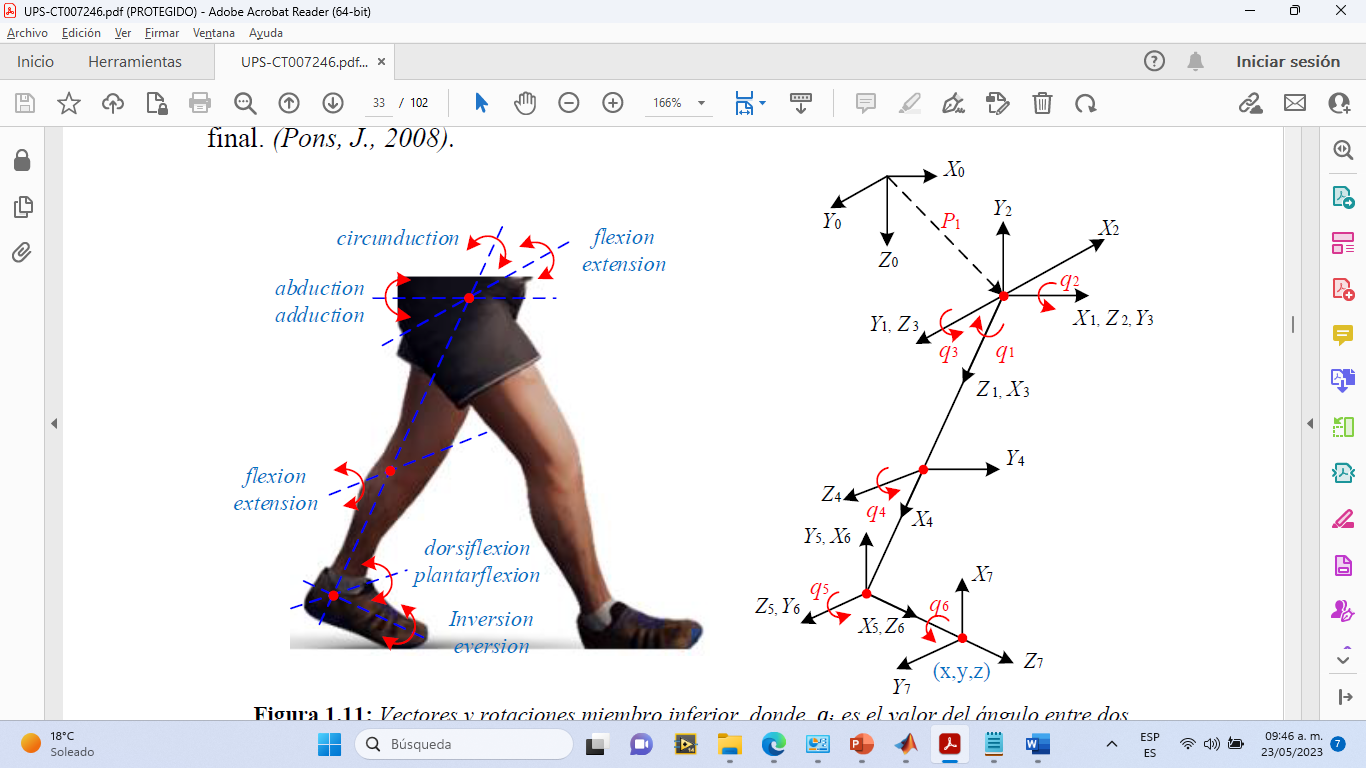 UPS-CT007246.pdf (PROTEGIDO) - Adobe Acrobat Reader (64-bit)
Archivo Edición Ver Firmar Ventana Ayuda
Inicio Herramientas UPS-CT007246.pdf... × Iniciar sesión
33 / 102 166%
final. (Pons, J., 2008).
circunduction
flexion
extension
abduction
adduction
flexion
extension
dorsiflexion
plantarflexion
Inversion
eversion
X0
Y0
Z0
P1
Y2
X2
q2
X1, Z2, Y3
Y1, Z3
q3
q1
Z1, X3
Y4
Z4
q4
X4
Y5, X6
X7
q5
q6
Z5, Y6
X5, Z6
Z7
(x,y,z)
Y7
Figura 1.11: Vectores y rotaciones miembro inferior, donde, qi es el valor del ángulo entre dos
18°C
Soleado
Búsqueda
ESP
ES
09:46 a. m.
23/05/2023
7